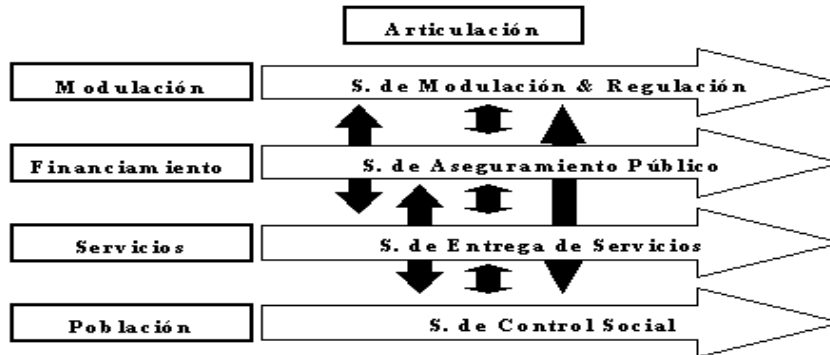 Articulación
Modulación
S. de Modulación & Regulación
Financiamiento
S. de Aseguramiento Público
Servicios
S. de Entrega de Servicios
Población
S. de Control Social